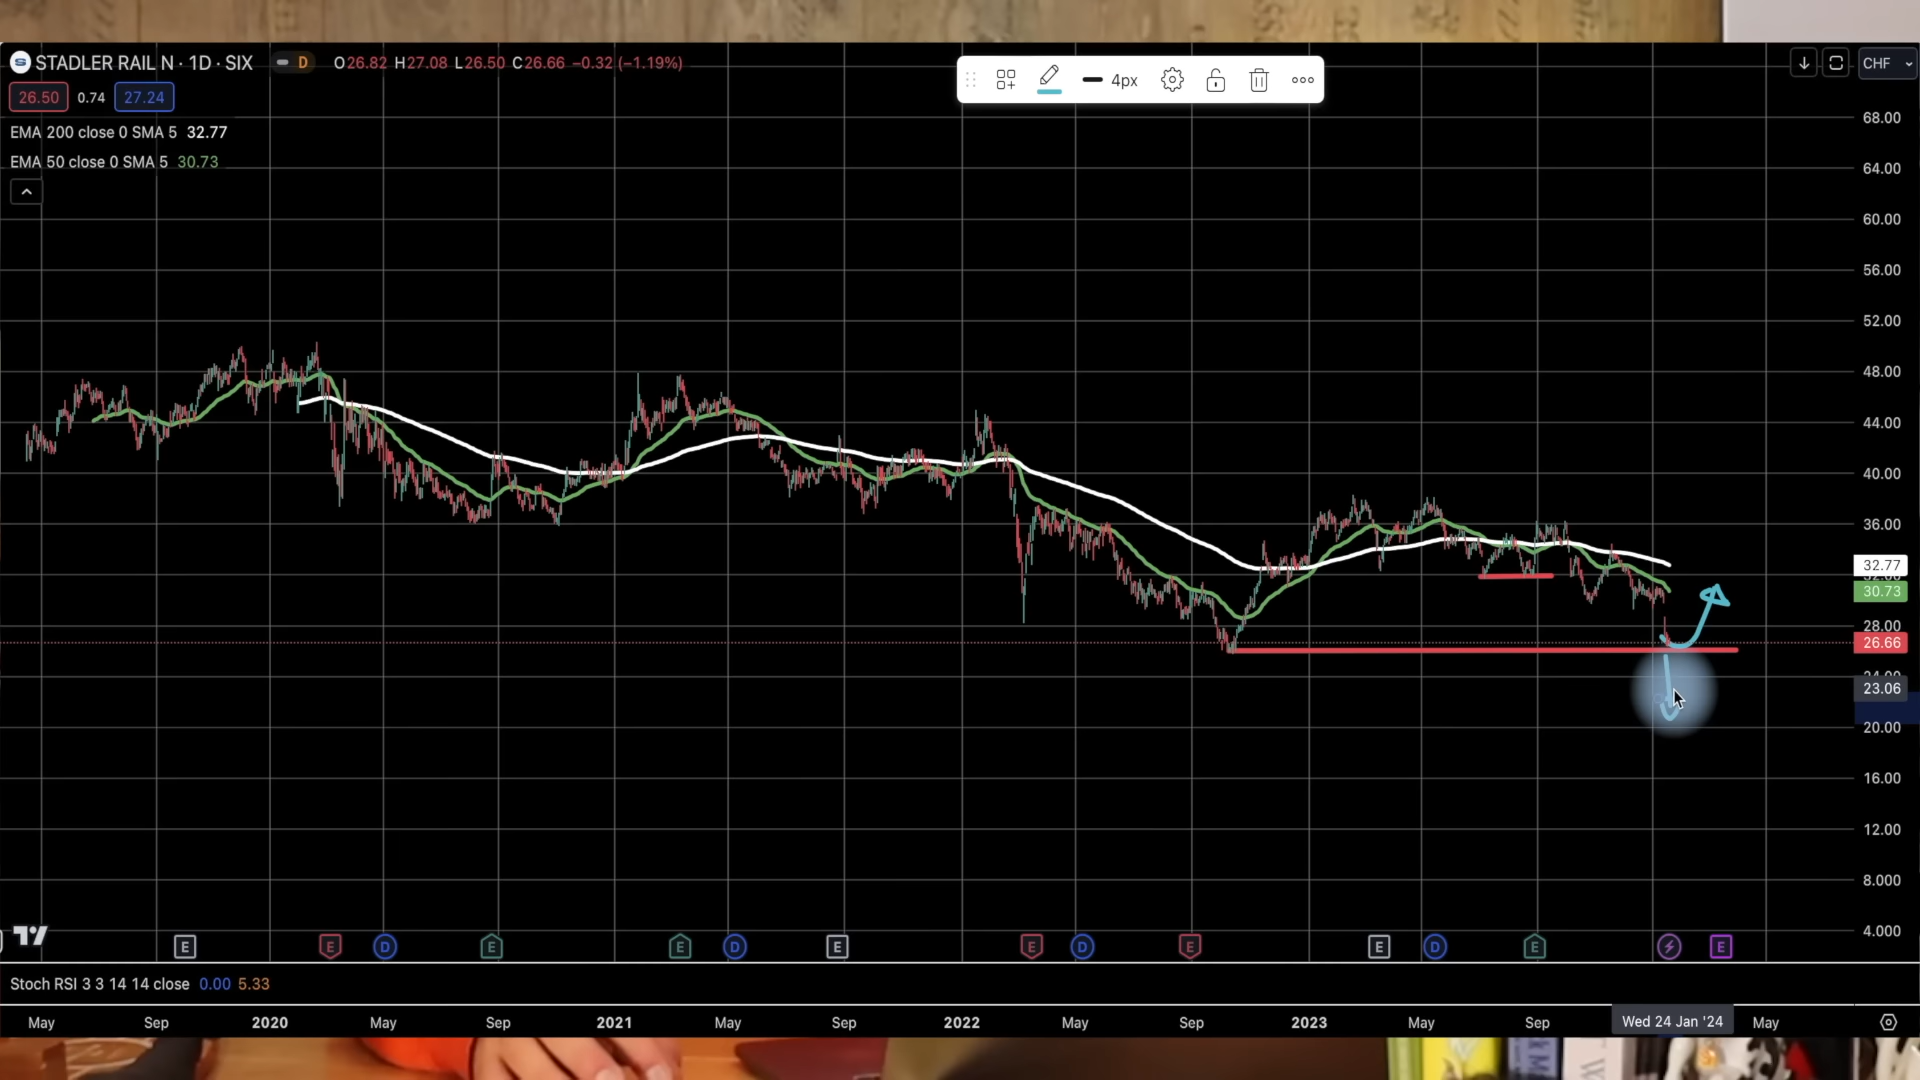 STADLER RAIL N · 1D · SIX D O26.82 H27.08 L26.50 C26.66 −0.32 (−1.19%)
4px
CHF
26.50 0.74 27.24
EMA 200 close 0 SMA 5 32.77
EMA 50 close 0 SMA 5 30.73
68.00
64.00
60.00
56.00
52.00
48.00
44.00
40.00
36.00
32.77
30.73
28.00
26.66
23.06
20.00
16.00
12.00
8.000
4.000
E E D E E D E E D E E D E E
Stoch RSI 3 3 14 14 close 0.00 5.33
May Sep 2020 May Sep 2021 May Sep 2022 May Sep 2023 May Sep Wed 24 Jan '24 May